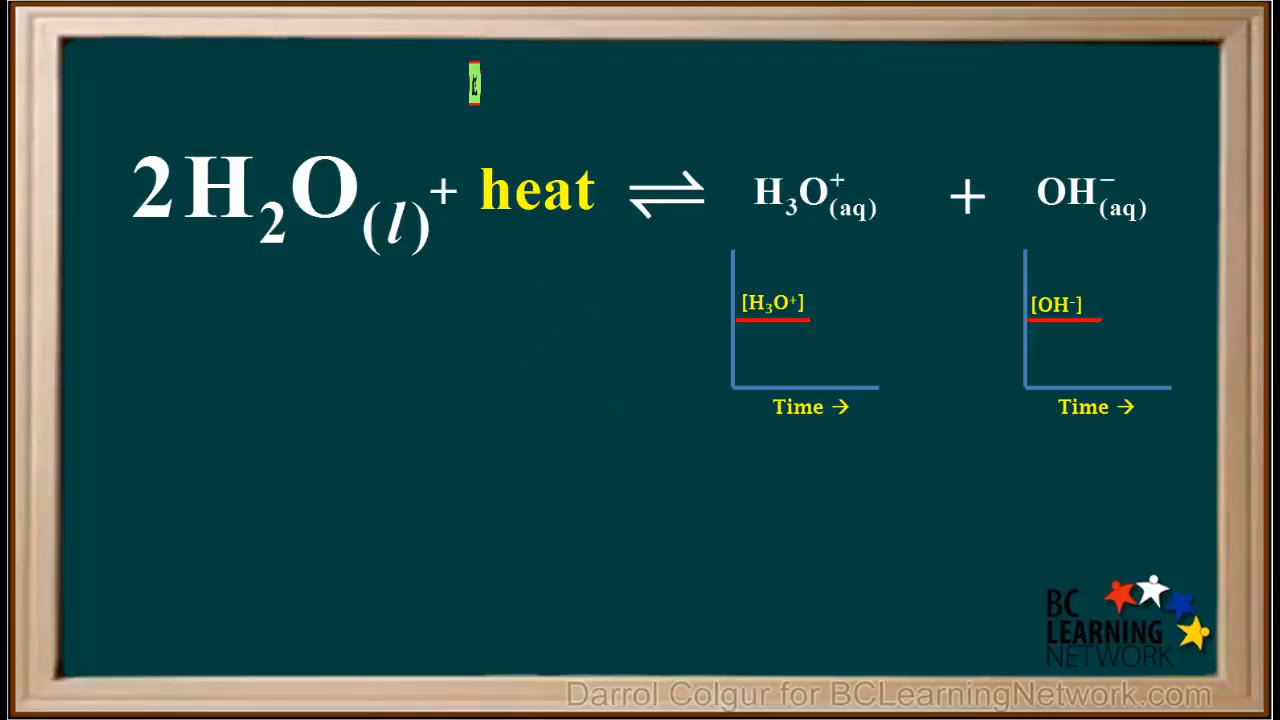 2H₂O(l) + heat ⇌ H₃O⁺(aq) + OH⁻(aq)
[H₃O⁺] [OH⁻]
Time → Time →
BC
LEARNING
NETWORK
Darrol Colgur for BCLearningNetwork.com